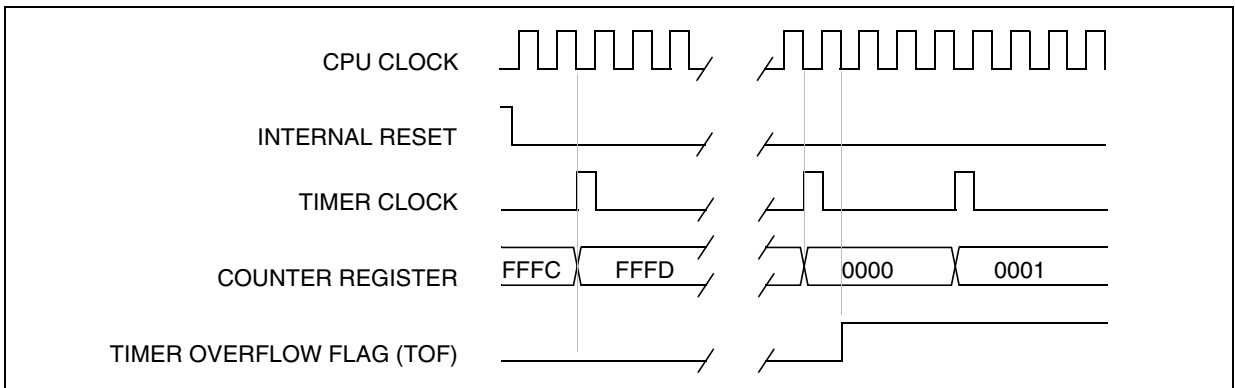 CPU CLOCK
INTERNAL RESET
TIMER CLOCK
COUNTER REGISTER FFFC FFFD 0000 0001
TIMER OVERFLOW FLAG (TOF)